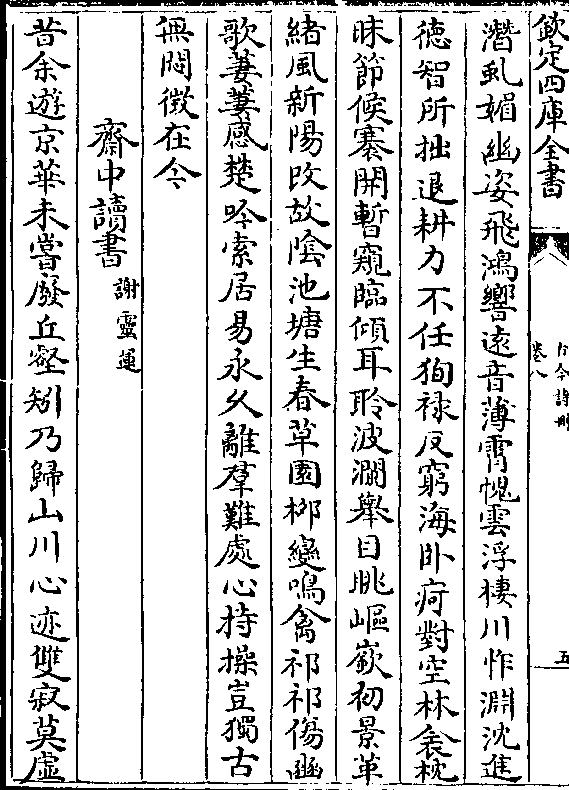 欽定四庫全書
卷八
五
潛虬媚幽姿飛鴻響遠音薄霄愧雲浮棲川怍淵沈進
德智所拙退耕力不任狥祿反窮海卧疴對空林衾枕
昧節候褰開暫窺臨傾耳聆波瀾舉目眺嶇嶔初景革
緒風新陽改故陰池塘生春草園栁變鳴禽祁祁傷豳
歌萋萋感楚吟索居易永乆離羣難處心持操豈獨古
無悶徵在今
齋中讀書
謝靈運
昔余遊京華未嘗廢丘壑矧乃歸山川心迹雙寂莫虛